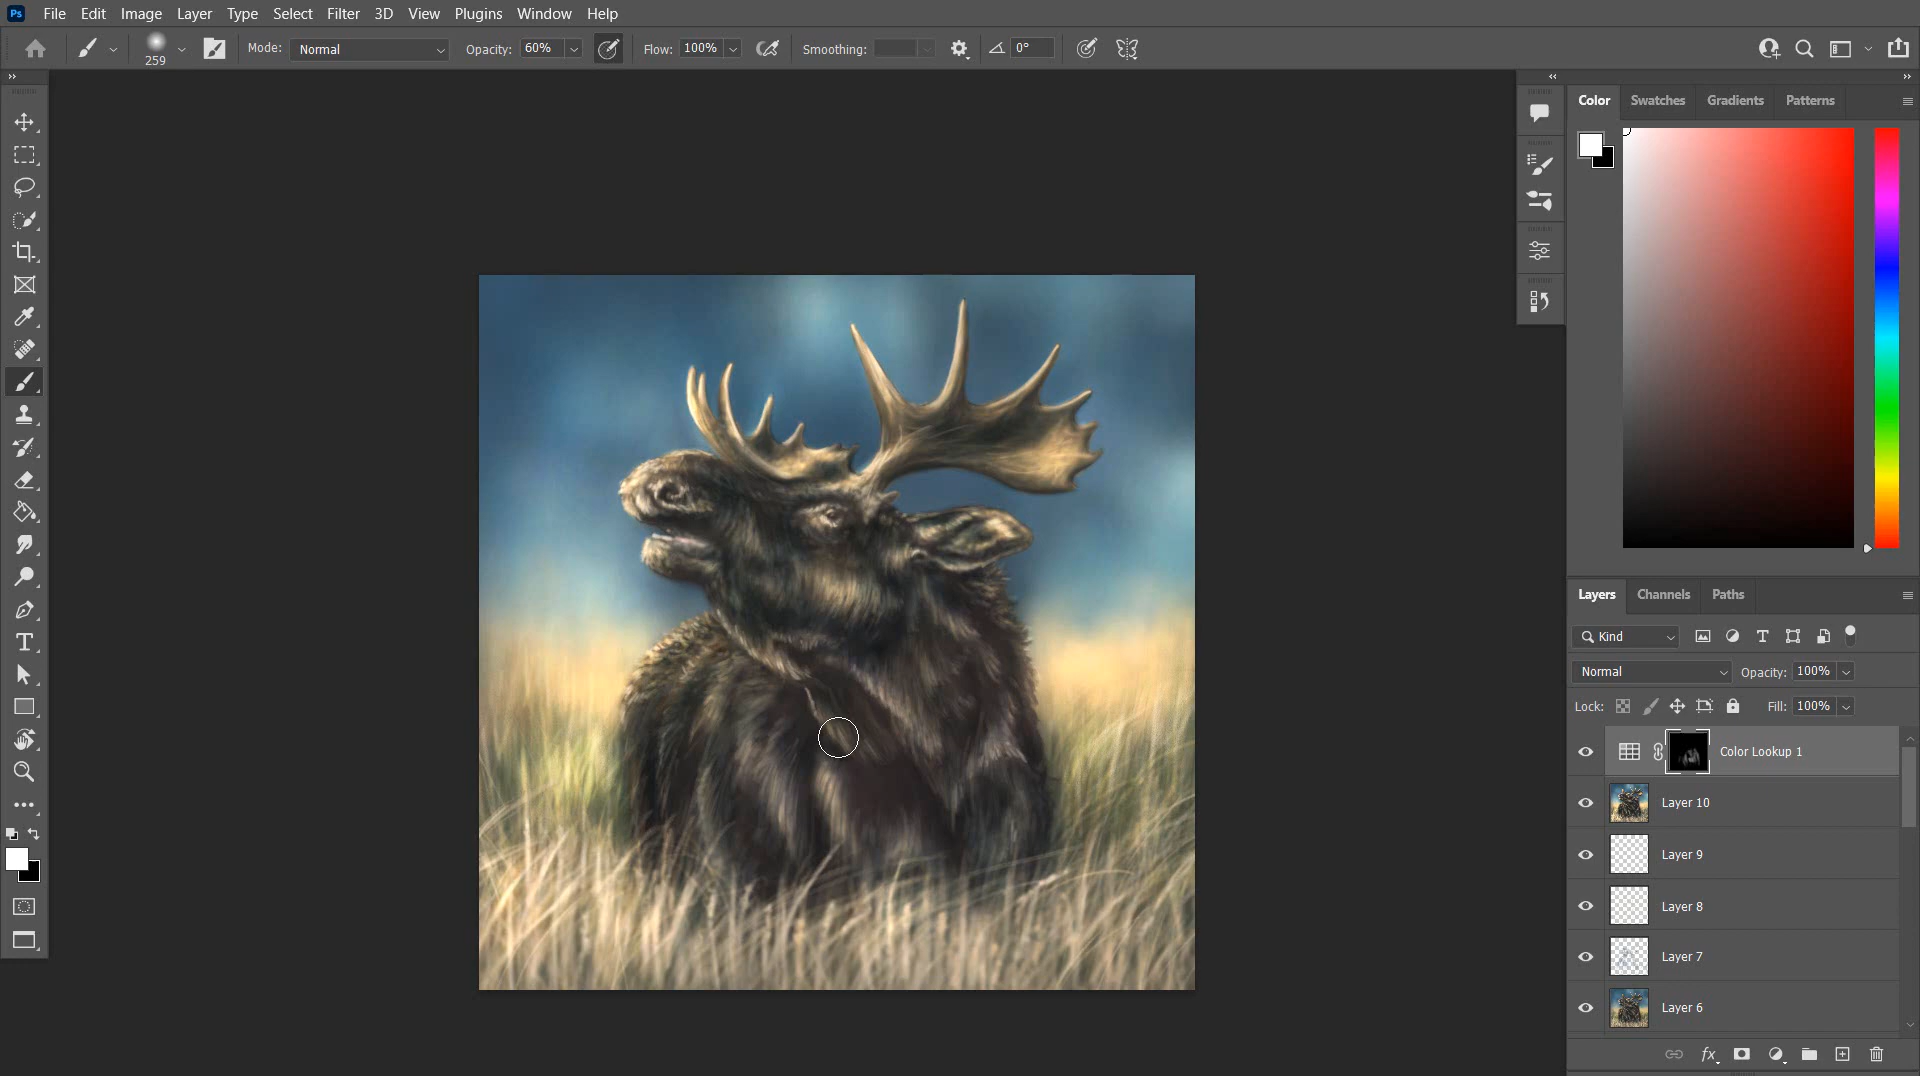 Ps File Edit Image Layer Type Select Filter 3D View Plugins Window Help
259 Mode: Normal Opacity: 60% Flow: 100% Smoothing: 0°
Color Swatches Gradients Patterns
Layers Channels Paths
Kind
Normal Opacity: 100%
Lock: Fill: 100%
Color Lookup 1
Layer 10
Layer 9
Layer 8
Layer 7
Layer 6
fx